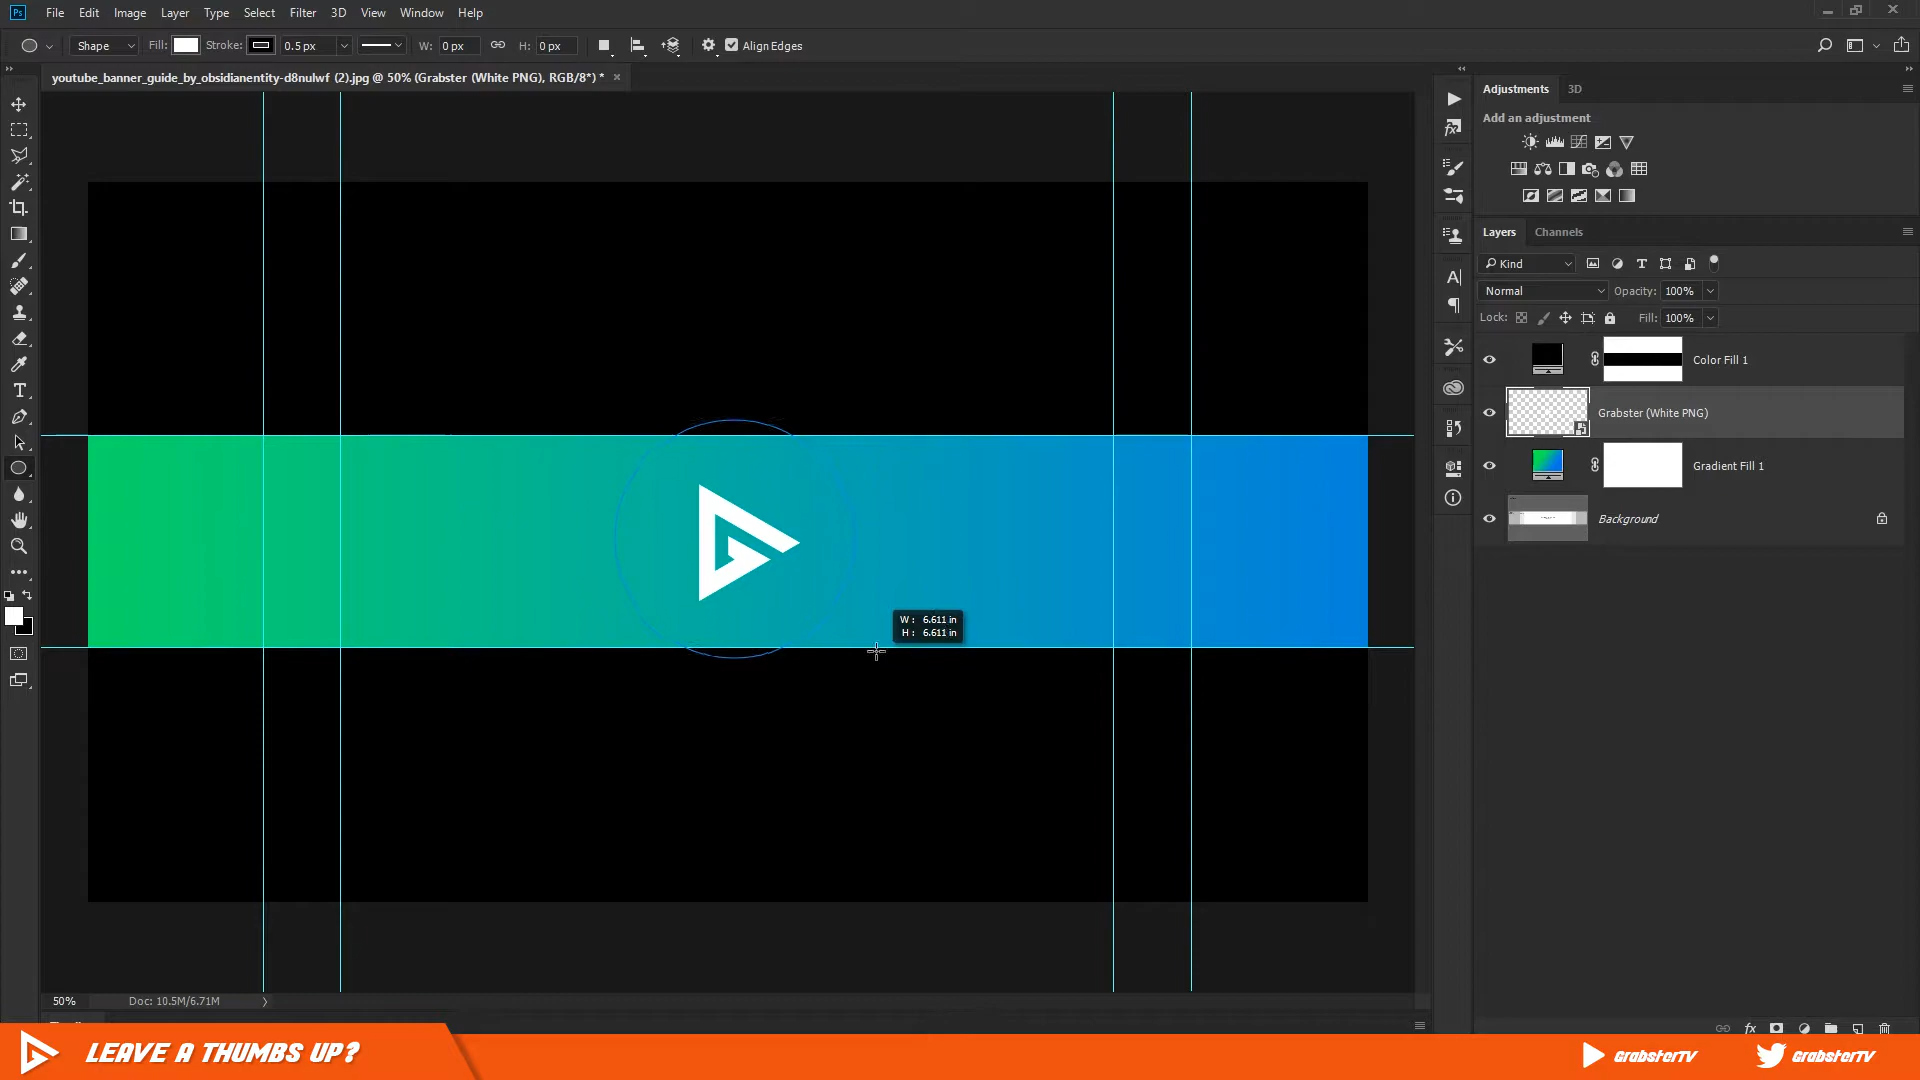 Ps File Edit Image Layer Type Select Filter 3D View Window Help
Shape Fill: Stroke: 0.5 px W: 0 px H: 0 px Align Edges
youtube_banner_guide_by_obsidianentity-d8nulwf (2).jpg @ 50% (Grabster (White PNG), RGB/8*) *
Adjustments 3D
Add an adjustment
Layers Channels
Kind
Normal Opacity: 100%
Lock: Fill: 100%
Color Fill 1
Grabster (White PNG)
Gradient Fill 1
Background
W: 6.611 in
H: 6.611 in
50% Doc: 10.5M/6.71M
LEAVE A THUMBS UP?
GrabsterTV GrabsterTV